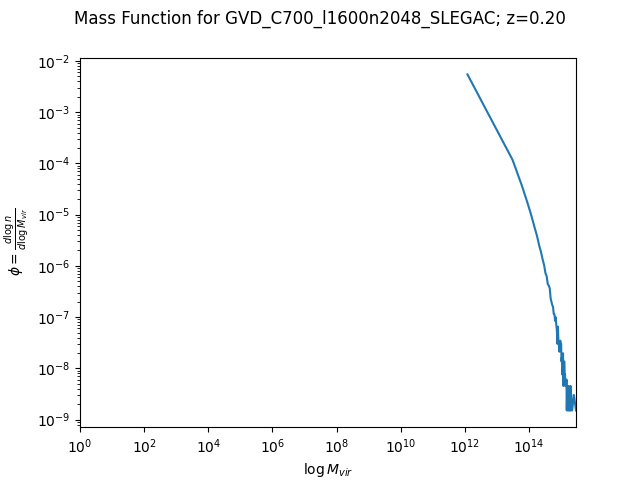 Mass Function for GVD_C700_l1600n2048_SLEGAC; z=0.20
10⁻²
10⁻³
10⁻⁴
10⁻⁵
10⁻⁶
10⁻⁷
10⁻⁸
10⁻⁹
ϕ = d log n / d log M_vir
10⁰ 10² 10⁴ 10⁶ 10⁸ 10¹⁰ 10¹² 10¹⁴
log M_vir